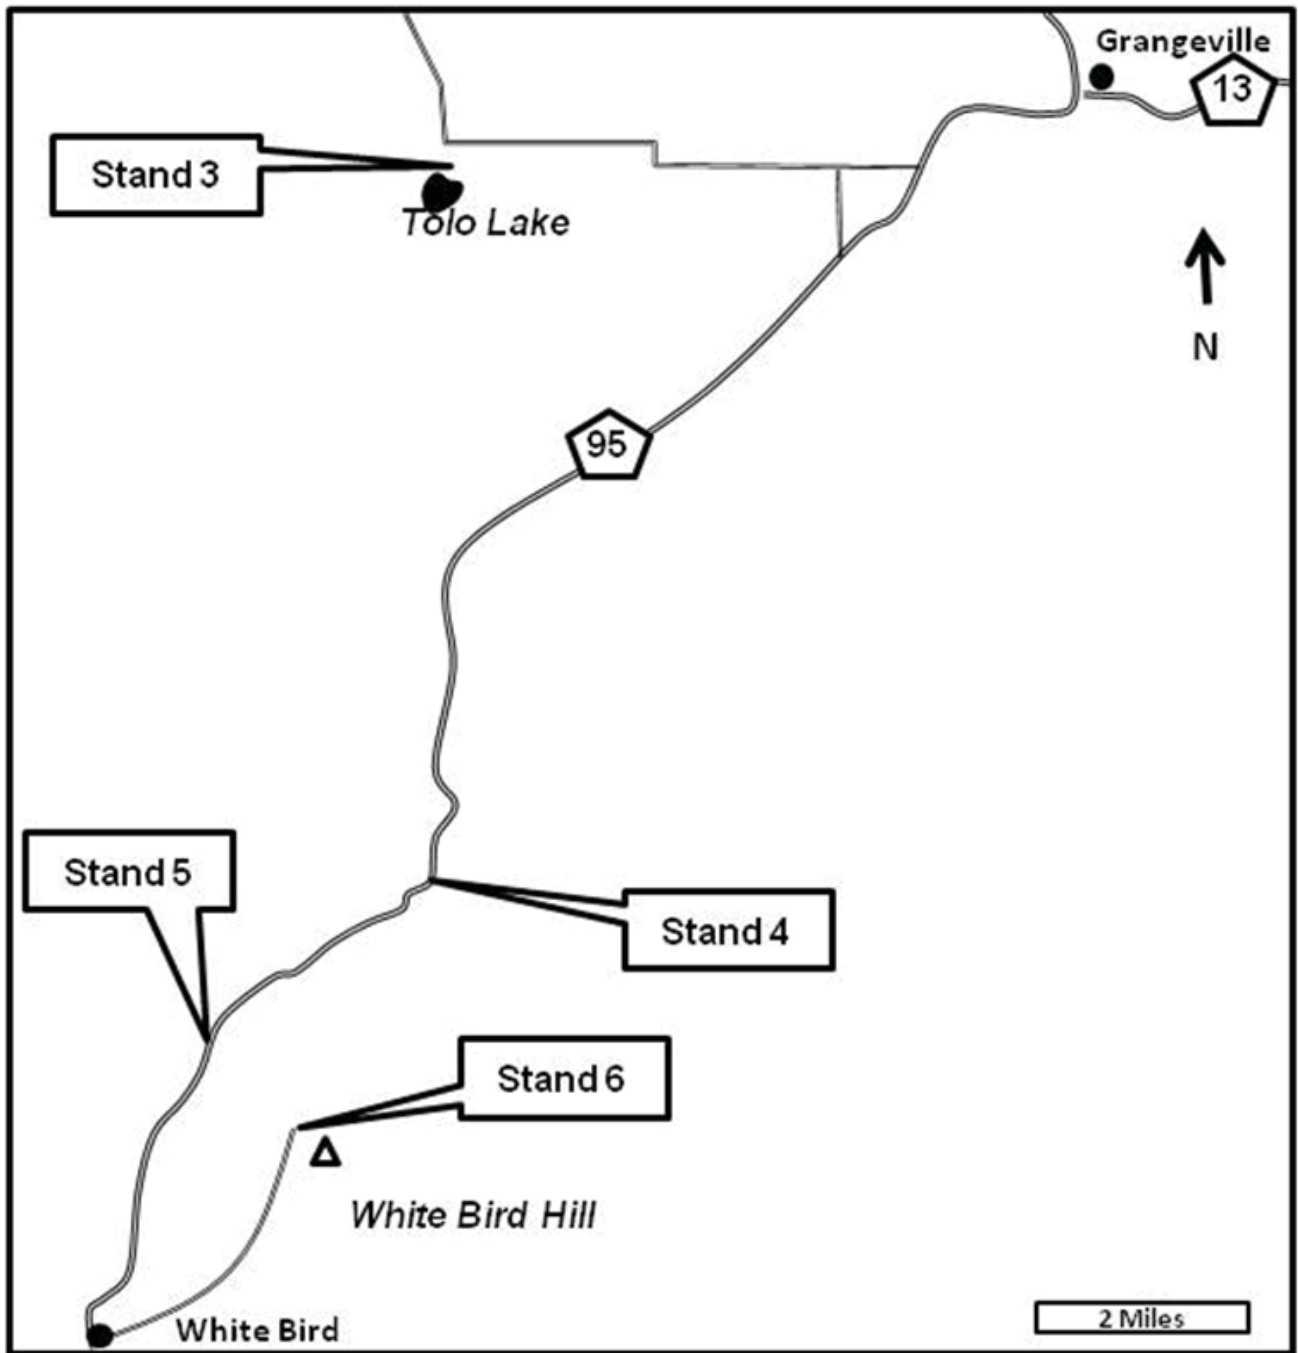 Grangeville
13
Stand 3
Tolo Lake
N
95
Stand 5
Stand 4
Stand 6
White Bird Hill
2 Miles
White Bird